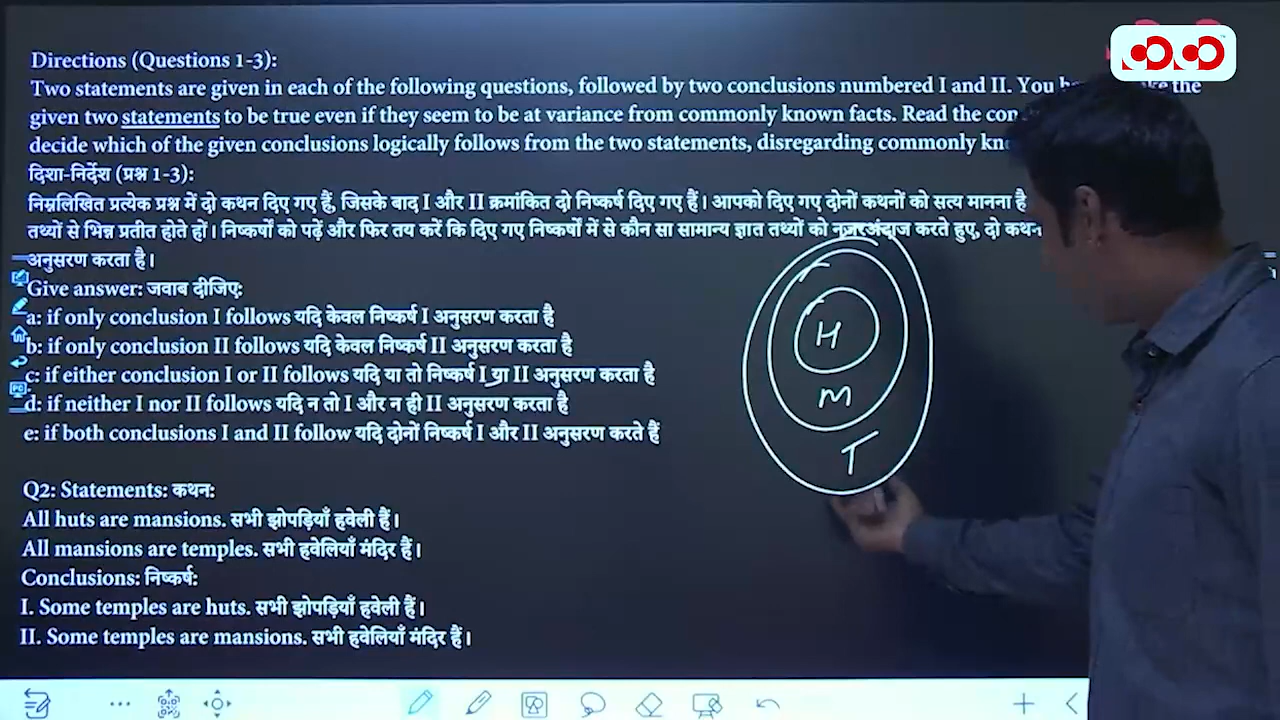 Directions (Questions 1-3):
Two statements are given in each of the following questions, followed by two conclusions numbered I and II. You the
given two statements to be true even if they seem to be at variance from commonly known facts. Read the
decide which of the given conclusions logically follows from the two statements, disregarding commonly
दिशा-निर्देश (प्रश्न 1-3):
निम्नलिखित प्रत्येक प्रश्न में दो कथन दिए गए हैं, जिसके बाद I और II क्रमांकित दो निष्कर्ष दिए गए हैं। आपको दिए गए दोनों कथनों को सत्य मानना है
तथ्यों से भिन्न प्रतीत होते हों। निष्कर्षों को पढ़ें और फिर तय करें कि दिए गए निष्कर्षों में से कौन सा सामान्य ज्ञात तथ्यों को नज़रअंदाज करते हुए, दो कथन
अनुसरण करता है।
Give answer: जवाब दीजिए:
a: if only conclusion I follows यदि केवल निष्कर्ष I अनुसरण करता है
b: if only conclusion II follows यदि केवल निष्कर्ष II अनुसरण करता है
c: if either conclusion I or II follows यदि या तो निष्कर्ष I या II अनुसरण करता है
d: if neither I nor II follows यदि न तो I और न ही II अनुसरण करता है
e: if both conclusions I and II follow यदि दोनों निष्कर्ष I और II अनुसरण करते हैं
H
M
T
Q2: Statements: कथन:
All huts are mansions. सभी झोपड़ियाँ हवेली हैं।
All mansions are temples. सभी हवेलियाँ मंदिर हैं।
Conclusions: निष्कर्ष:
I. Some temples are huts. सभी झोपड़ियाँ हवेली हैं।
II. Some temples are mansions. सभी हवेलियाँ मंदिर हैं।